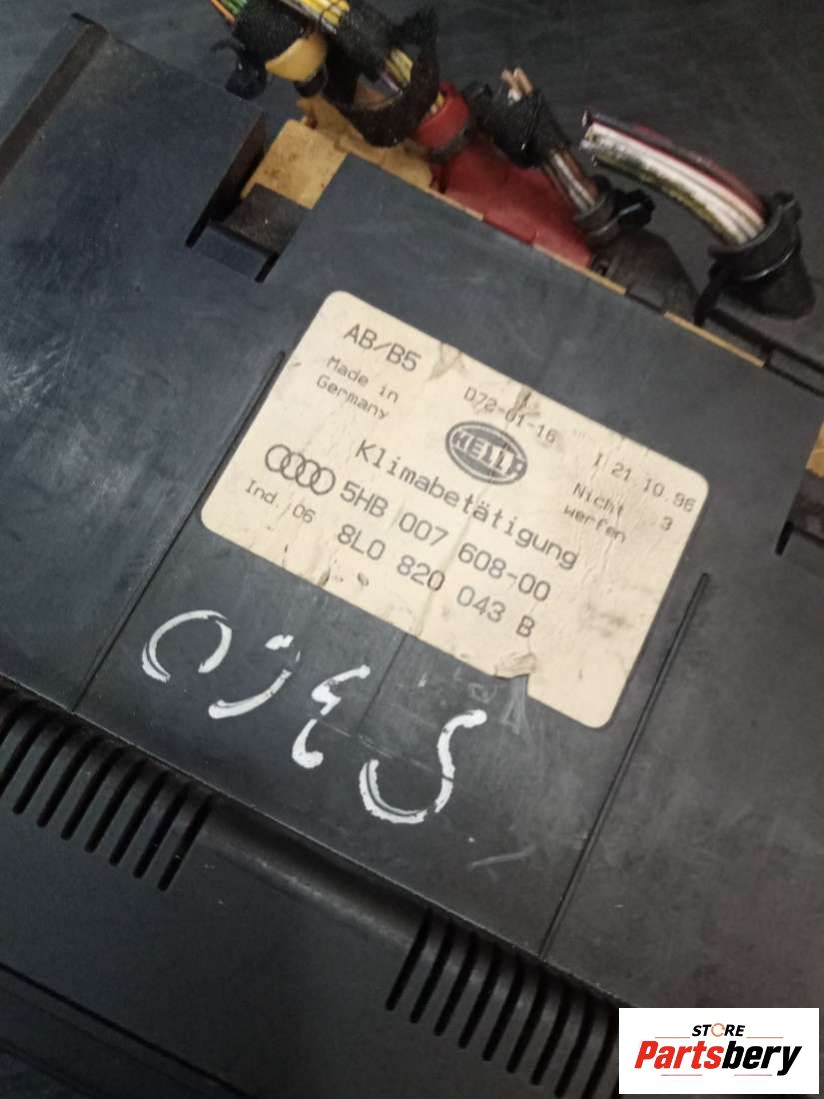 AB/B5
Made in
Germany
D72-01-16
HELLA
I 21.10.96
Nicht 3
werfen
Klimabetätigung
5HB 007 608-00
Ind. 06
8L0 820 043 B
STORE
Partsbery